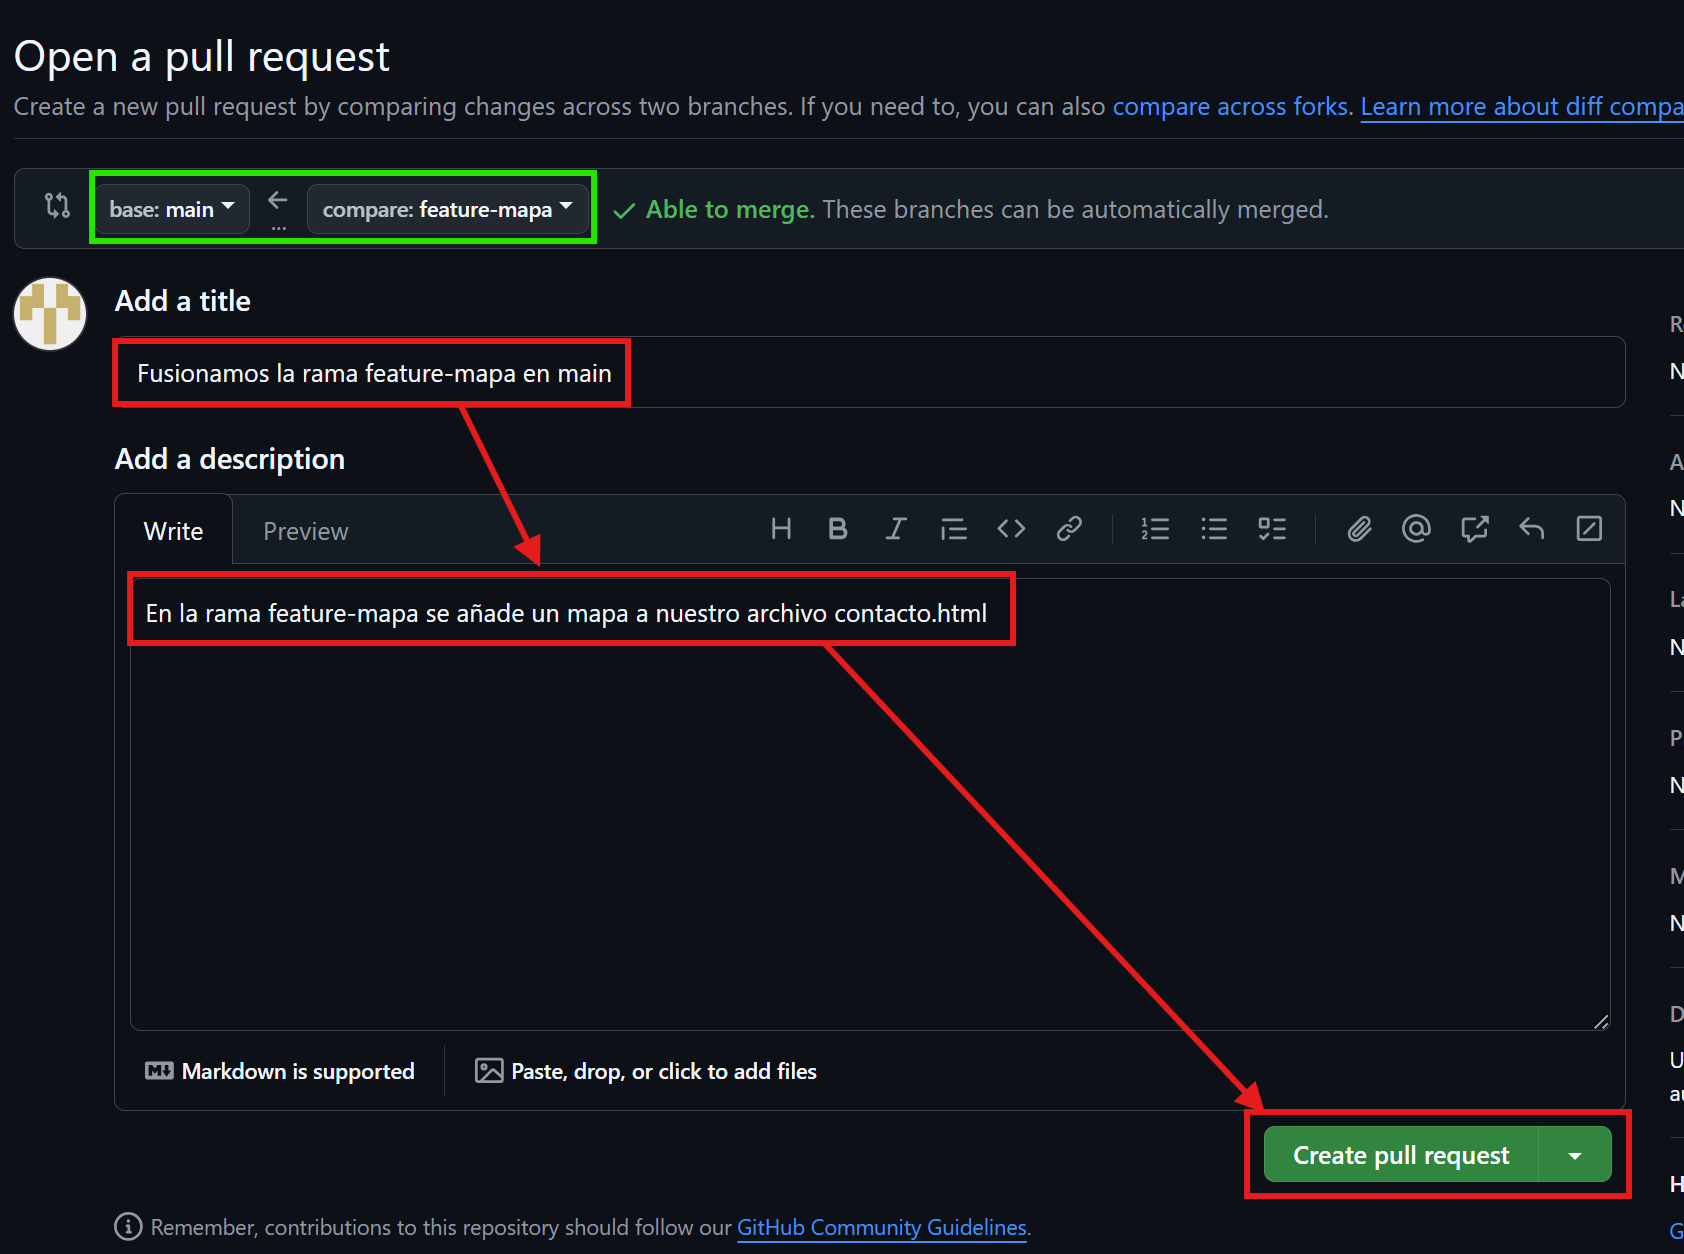 Open a pull request
Create a new pull request by comparing changes across two branches. If you need to, you can also compare across forks. Learn more about diff compa
base: main
...
compare: feature-mapa
Able to merge. These branches can be automatically merged.
Add a title
Fusionamos la rama feature-mapa en main
Add a description
Write
Preview
En la rama feature-mapa se añade un mapa a nuestro archivo contacto.html
Markdown is supported
Paste, drop, or click to add files
Create pull request
Remember, contributions to this repository should follow our GitHub Community Guidelines.